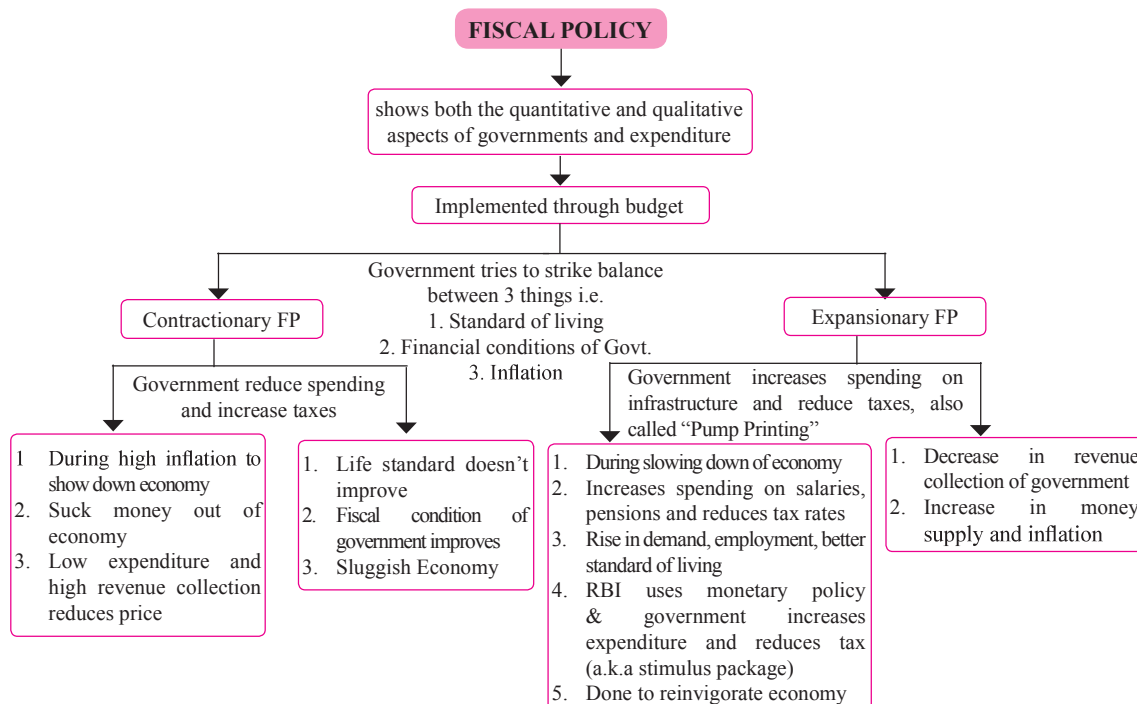 FISCAL POLICY
shows both the quantitative and qualitative
aspects of governments and expenditure
Implemented through budget
Government tries to strike balance
between 3 things i.e.
1. Standard of living
2. Financial conditions of Govt.
3. Inflation
Contractionary FP
Expansionary FP
Government reduce spending
and increase taxes
Government increases spending on
infrastructure and reduce taxes, also
called “Pump Printing”
1 During high inflation to
show down economy
2. Suck money out of
economy
3. Low expenditure and
high revenue collection
reduces price
1. Life standard doesn’t
improve
2. Fiscal condition of
government improves
3. Sluggish Economy
1. During slowing down of economy
2. Increases spending on salaries,
pensions and reduces tax rates
3. Rise in demand, employment, better
standard of living
4. RBI uses monetary policy
& government increases
expenditure and reduces tax
(a.k.a stimulus package)
5. Done to reinvigorate economy
1. Decrease in revenue
collection of government
2. Increase in money
supply and inflation